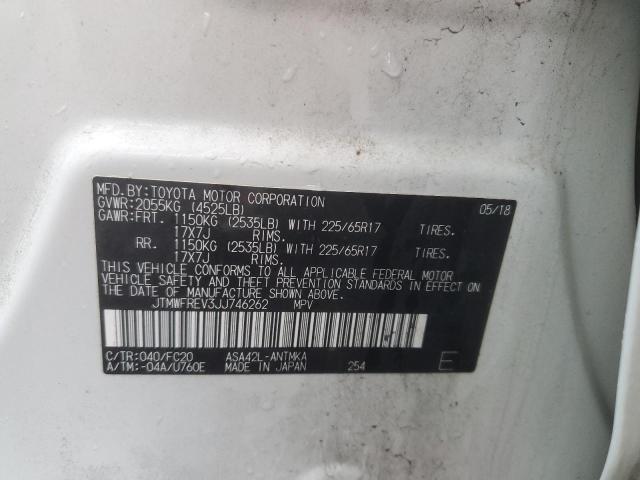 MFD.BY:TOYOTA MOTOR CORPORATION 05/18
GVWR:2055KG (4525LB)
GAWR:FRT. 1150KG (2535LB) WITH 225/65R17 TIRES.
17X7J RIMS.
RR. 1150KG (2535LB) WITH 225/65R17 TIRES.
17X7J RIMS.
THIS VEHICLE CONFORMS TO ALL APPLICABLE FEDERAL MOTOR
VEHICLE SAFETY AND THEFT PREVENTION STANDARDS IN EFFECT ON
THE DATE OF MANUFACTURE SHOWN ABOVE.
JTMWFREV3JJ746262 MPV
C/TR:040/FC20 ASA42L-ANTMKA
A/TM:-04A/U760E MADE IN JAPAN 254 E